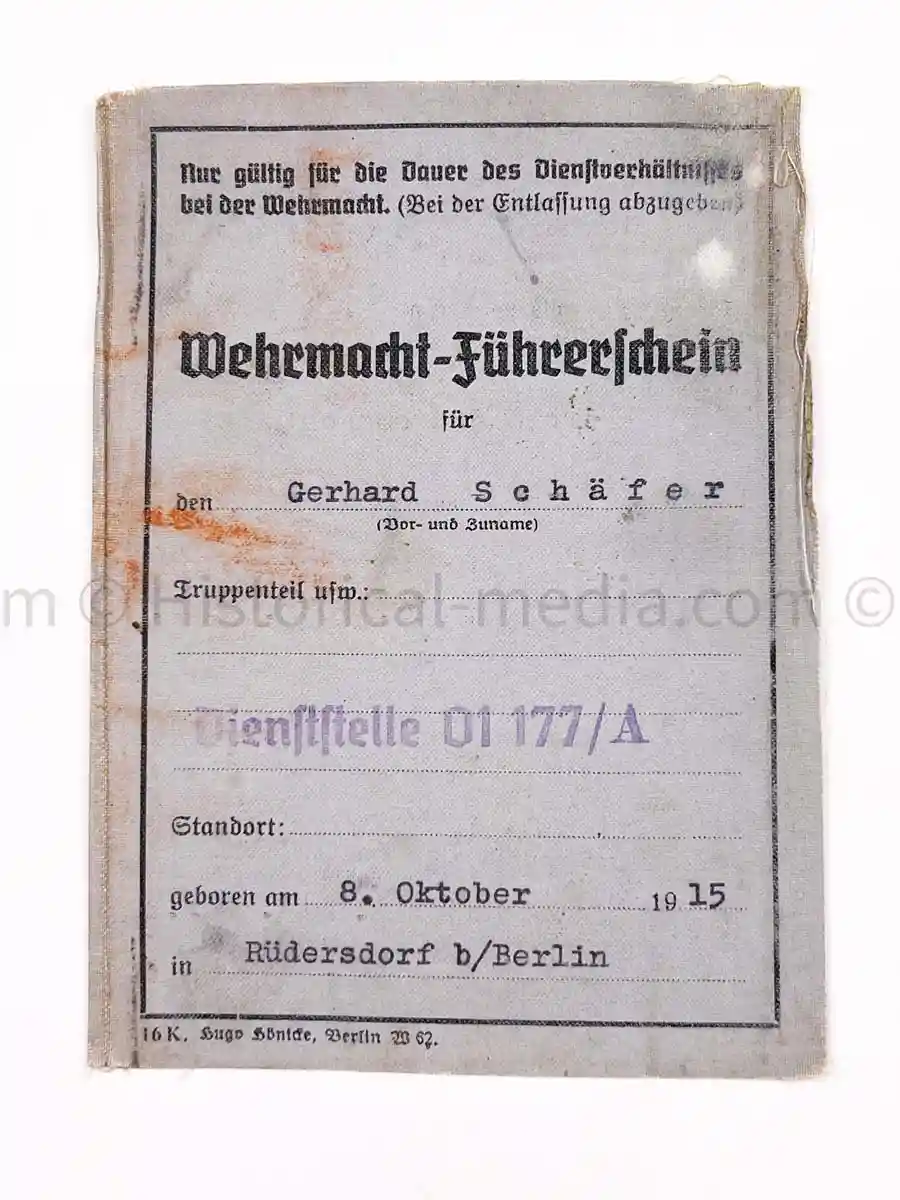 Nur gültig für die Dauer des Dienstverhältnisses
bei der Wehrmacht. (Bei der Entlassung abzugeben)
Wehrmacht-Führerschein
für
den Gerhard Schäfer
(Vor- und Zuname)
Truppenteil usw.:
m © Historical-media.com ©
Dienststelle 01 177/A
Standort:
geboren am 8. Oktober 1915
in Rüdersdorf b/Berlin
16 K. Hugo Hönicke, Berlin W 62.